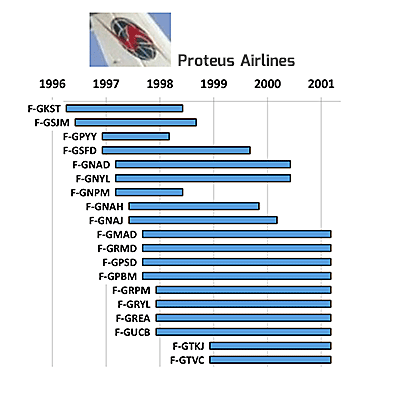 Proteus Airlines
1996 1997 1998 1999 2000 2001
F-GKST
F-GSJM
F-GPYY
F-GSFD
F-GNAD
F-GNYL
F-GNPM
F-GNAH
F-GNAJ
F-GMAD
F-GRMD
F-GPSD
F-GPBM
F-GRPM
F-GRYL
F-GREA
F-GUCB
F-GTKJ
F-GTVC